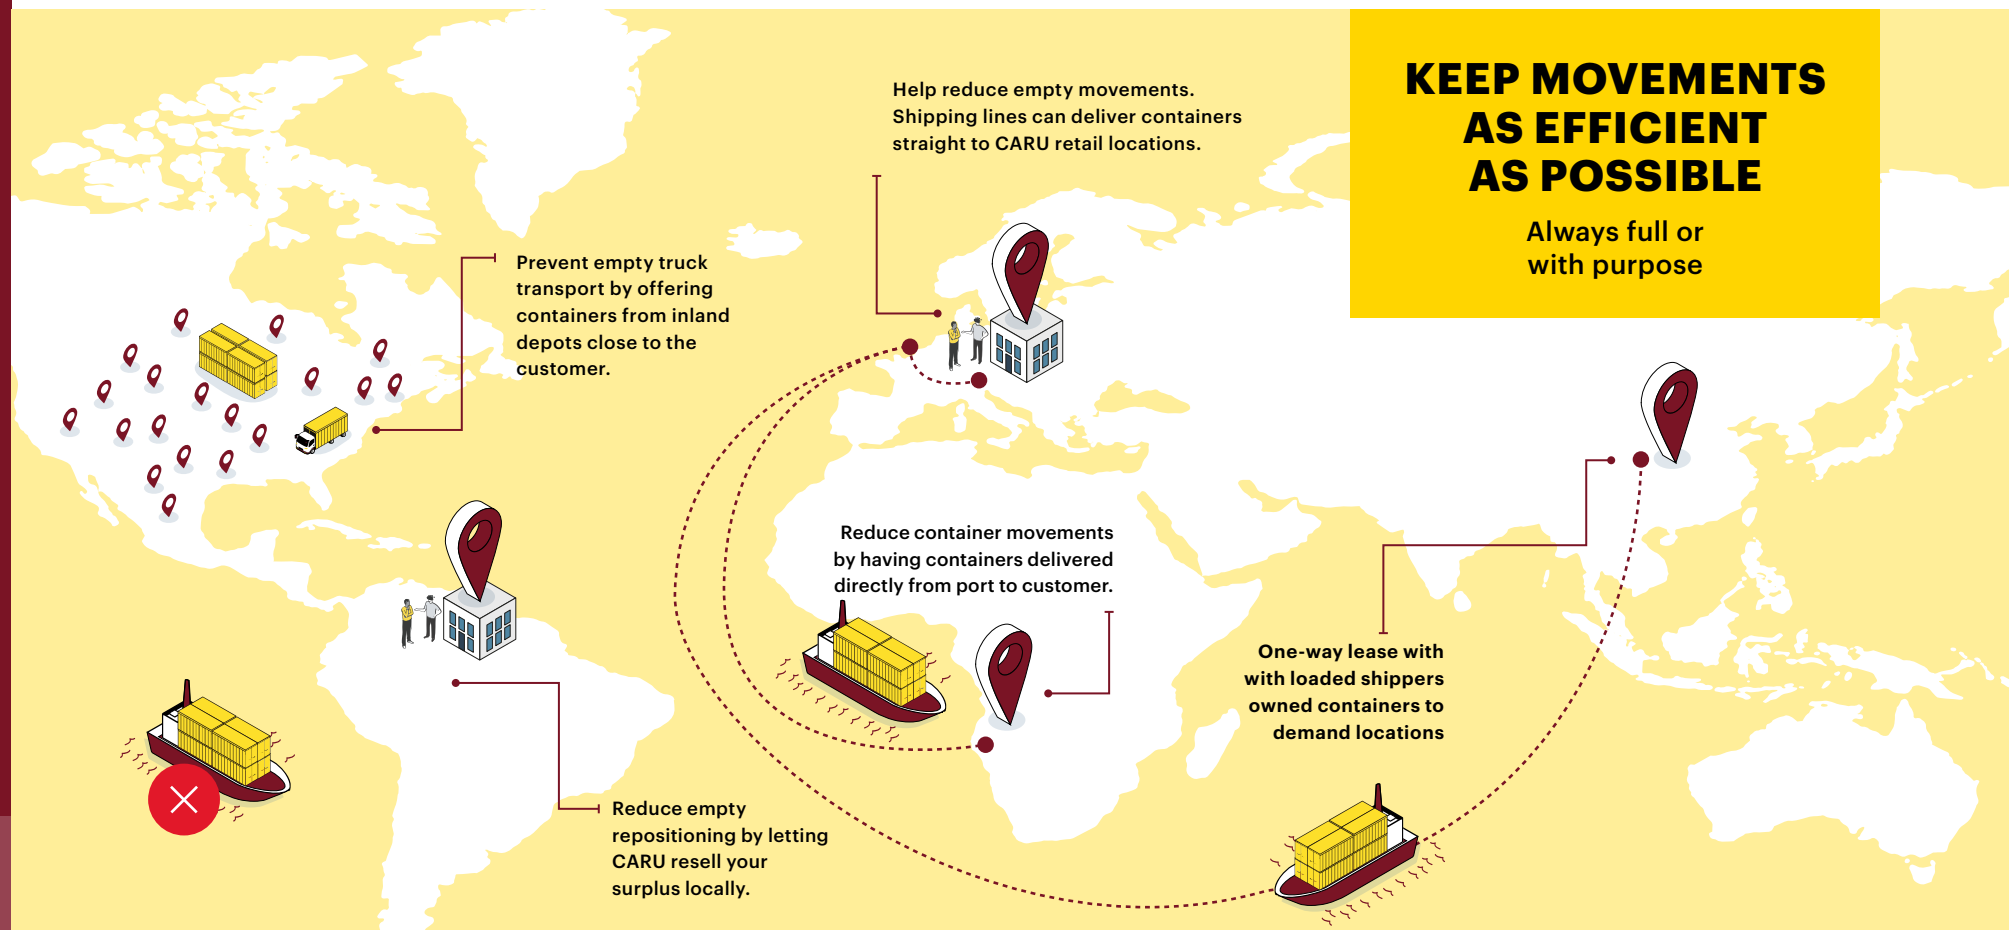 KEEP MOVEMENTS
AS EFFICIENT
AS POSSIBLE
Always full or
with purpose
Help reduce empty movements.
Shipping lines can deliver containers
straight to CARU retail locations.
Prevent empty truck
transport by offering
containers from inland
depots close to the
customer.
Reduce container movements
by having containers delivered
directly from port to customer.
One-way lease with
with loaded shippers
owned containers to
demand locations
Reduce empty
repositioning by letting
CARU resell your
surplus locally.